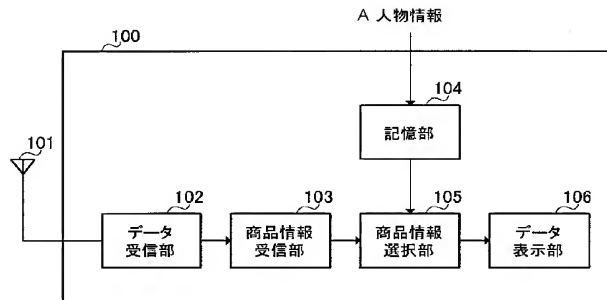 A 人物情報
100
104
記憶部
101
102
データ
受信部
103
商品情報
受信部
105
商品情報
選択部
106
データ
表示部